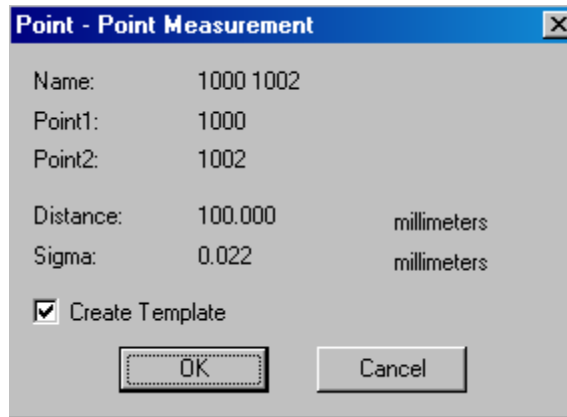 Point - Point Measurement
Name: 1000 1002
Point1: 1000
Point2: 1002
Distance: 100.000 millimeters
Sigma: 0.022 millimeters
Create Template
OK Cancel